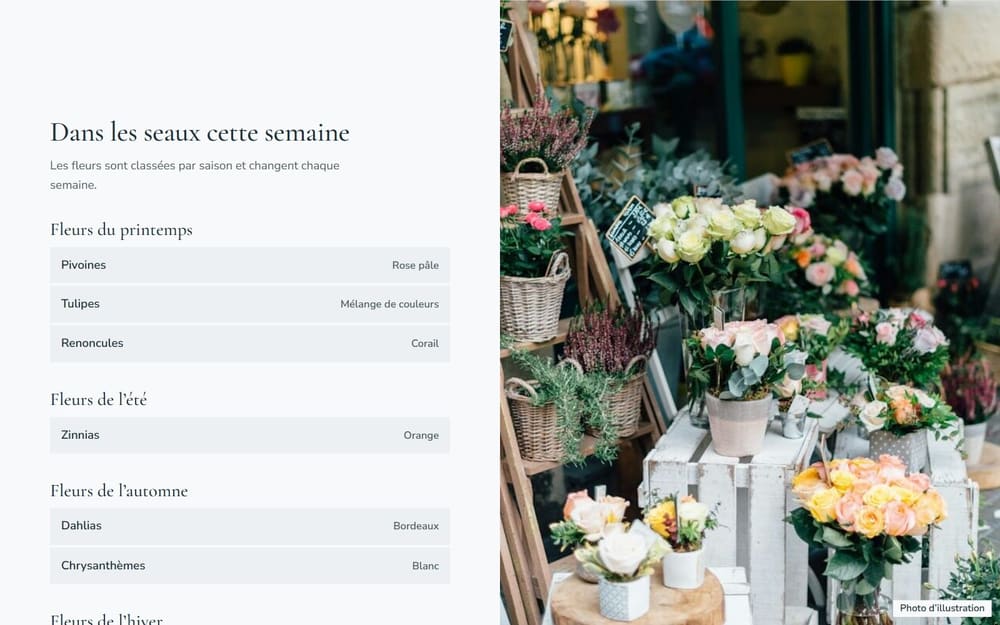 Dans les seaux cette semaine
Les fleurs sont classées par saison et changent chaque
semaine.
Fleurs du printemps
Pivoines Rose pâle
Tulipes Mélange de couleurs
Renoncules Corail
Fleurs de l’été
Zinnias Orange
Fleurs de l’automne
Dahlias Bordeaux
Chrysanthèmes Blanc
Fleurs de l’hiver
Photo d’illustration